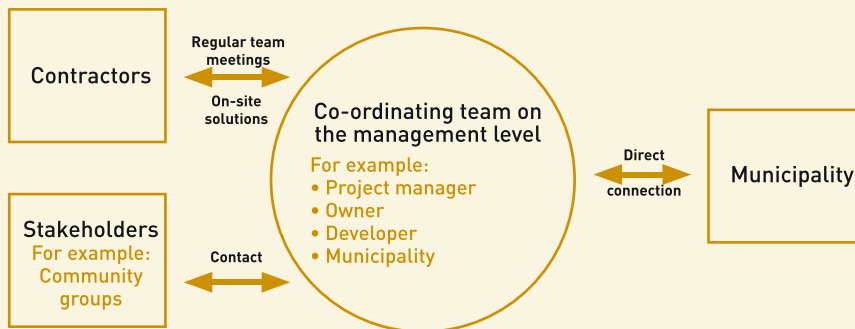 Contractors
Regular team
meetings
On-site
solutions
Co-ordinating team on
the management level
For example:
• Project manager
• Owner
• Developer
• Municipality
Direct
connection
Municipality
Stakeholders
For example:
Community
groups
Contact